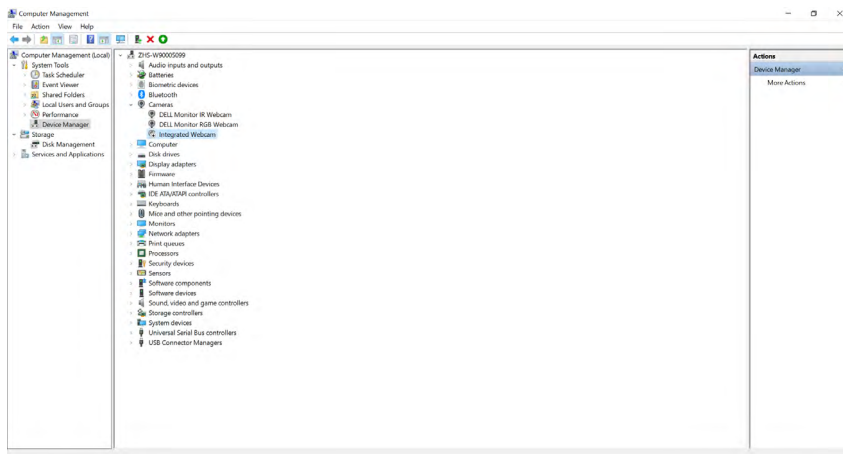 Computer Management
File Action View Help
Computer Management (Local)
System Tools
Task Scheduler
Event Viewer
Shared Folders
Local Users and Groups
Performance
Device Manager
Storage
Disk Management
Services and Applications
ZHS-W90005099
Audio inputs and outputs
Batteries
Biometric devices
Bluetooth
Cameras
DELL Monitor IR Webcam
DELL Monitor RGB Webcam
Integrated Webcam
Computer
Disk drives
Display adapters
Firmware
Human Interface Devices
IDE ATA/ATAPI controllers
Keyboards
Mice and other pointing devices
Monitors
Network adapters
Print queues
Processors
Security devices
Sensors
Software components
Software devices
Sound, video and game controllers
Storage controllers
System devices
Universal Serial Bus controllers
USB Connector Managers
Actions
Device Manager
More Actions